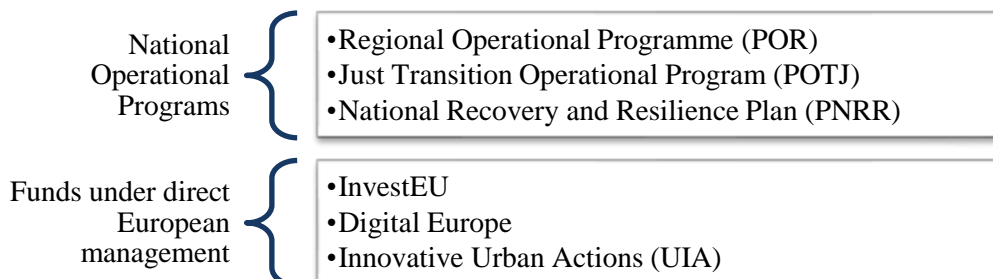 National
Operational
Programs
•Regional Operational Programme (POR)
•Just Transition Operational Program (POTJ)
•National Recovery and Resilience Plan (PNRR)
Funds under direct
European
management
•InvestEU
•Digital Europe
•Innovative Urban Actions (UIA)